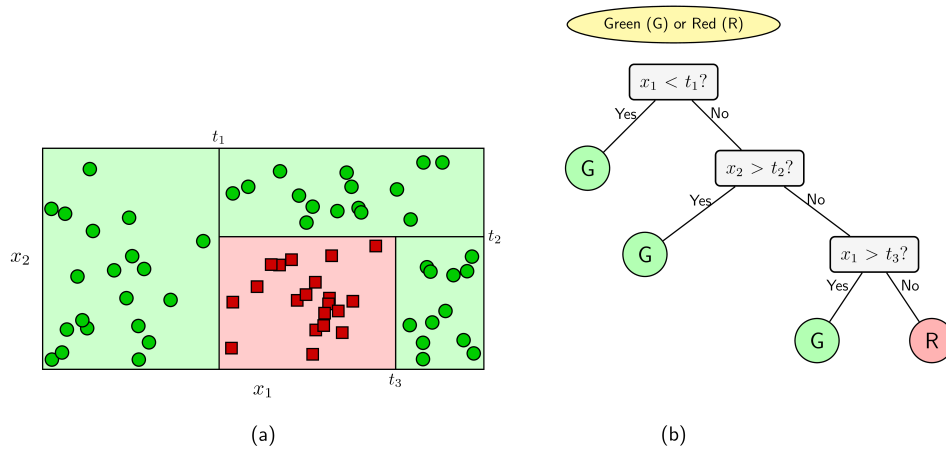 Green (G) or Red (R)
x₁ < t₁?
Yes
No
t₁
G
x₂ > t₂?
Yes
No
t₂
x₂
G
x₁ > t₃?
Yes
No
G
R
t₃
x₁
(a)
(b)